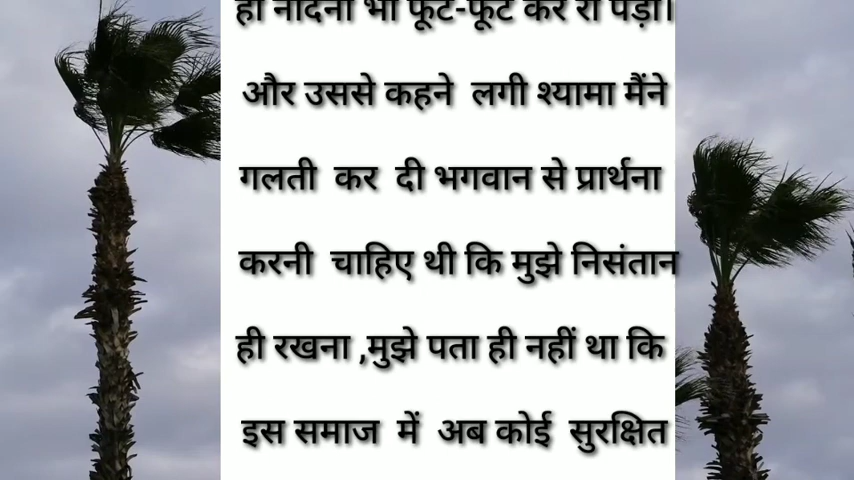 ही नंदिनी भी फूट-फूट कर रो पड़ी।
और उससे कहने लगी श्यामा मैंने
गलती कर दी भगवान से प्रार्थना
करनी चाहिए थी कि मुझे निसंतान
ही रखना ,मुझे पता ही नहीं था कि
इस समाज में अब कोई सुरक्षित